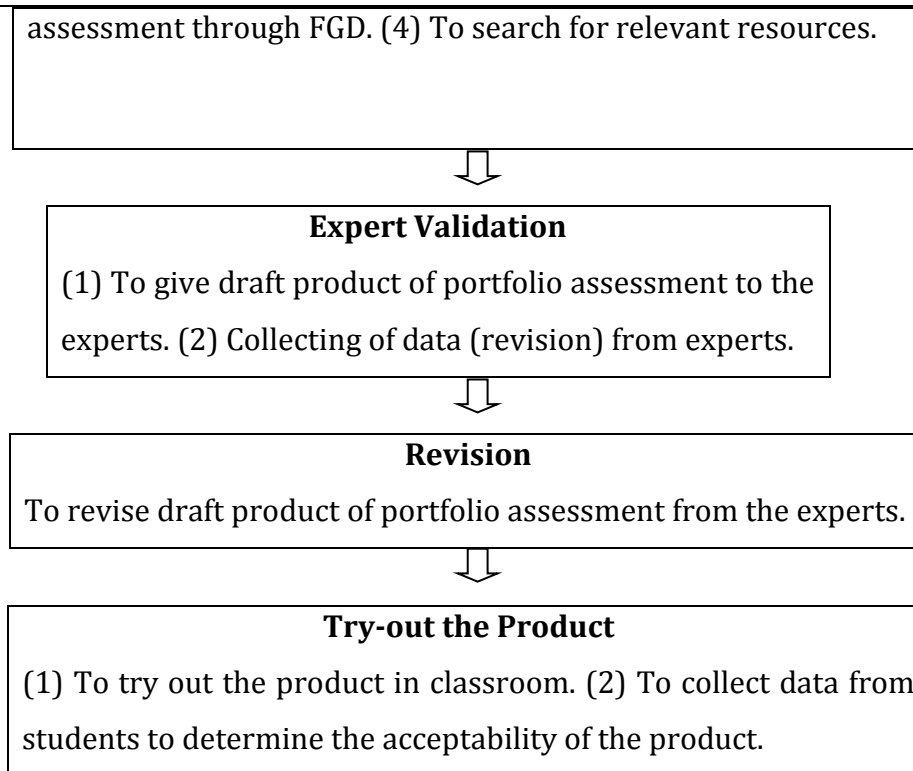 assessment through FGD. (4) To search for relevant resources.
Expert Validation
(1) To give draft product of portfolio assessment to the
experts. (2) Collecting of data (revision) from experts.
Revision
To revise draft product of portfolio assessment from the experts.
Try-out the Product
(1) To try out the product in classroom. (2) To collect data from
students to determine the acceptability of the product.